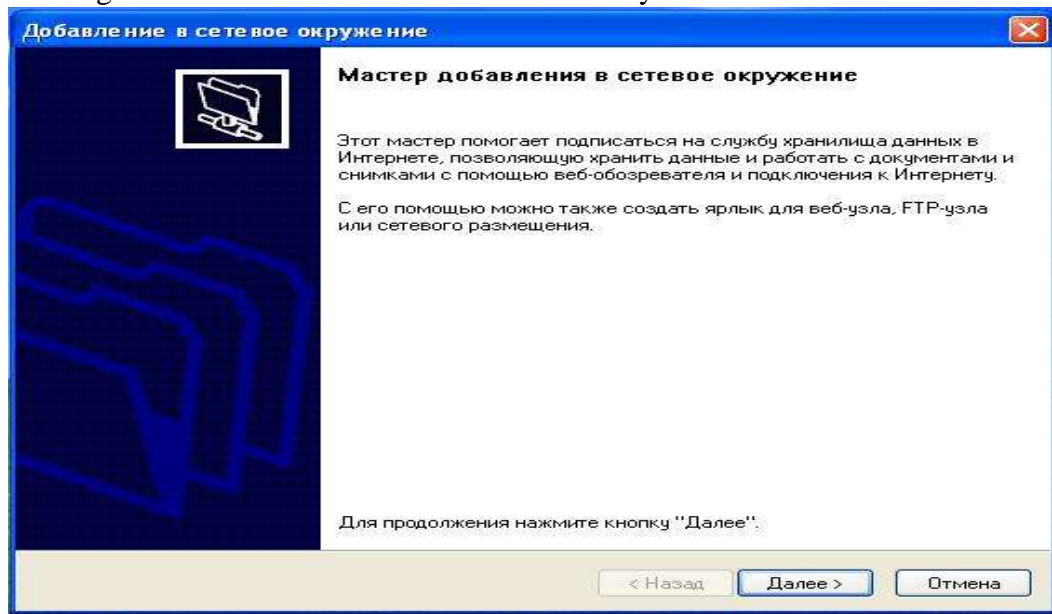 Добавление в сетевое окружение
Мастер добавления в сетевое окружение
Этот мастер помогает подписаться на службу хранилища данных в
Интернете, позволяющую хранить данные и работать с документами и
снимками с помощью веб-обозревателя и подключения к Интернету.
С его помощью можно также создать ярлык для веб-узла, FTP-узла
или сетевого размещения.
Для продолжения нажмите кнопку "Далее".
< Назад Далее > Отмена